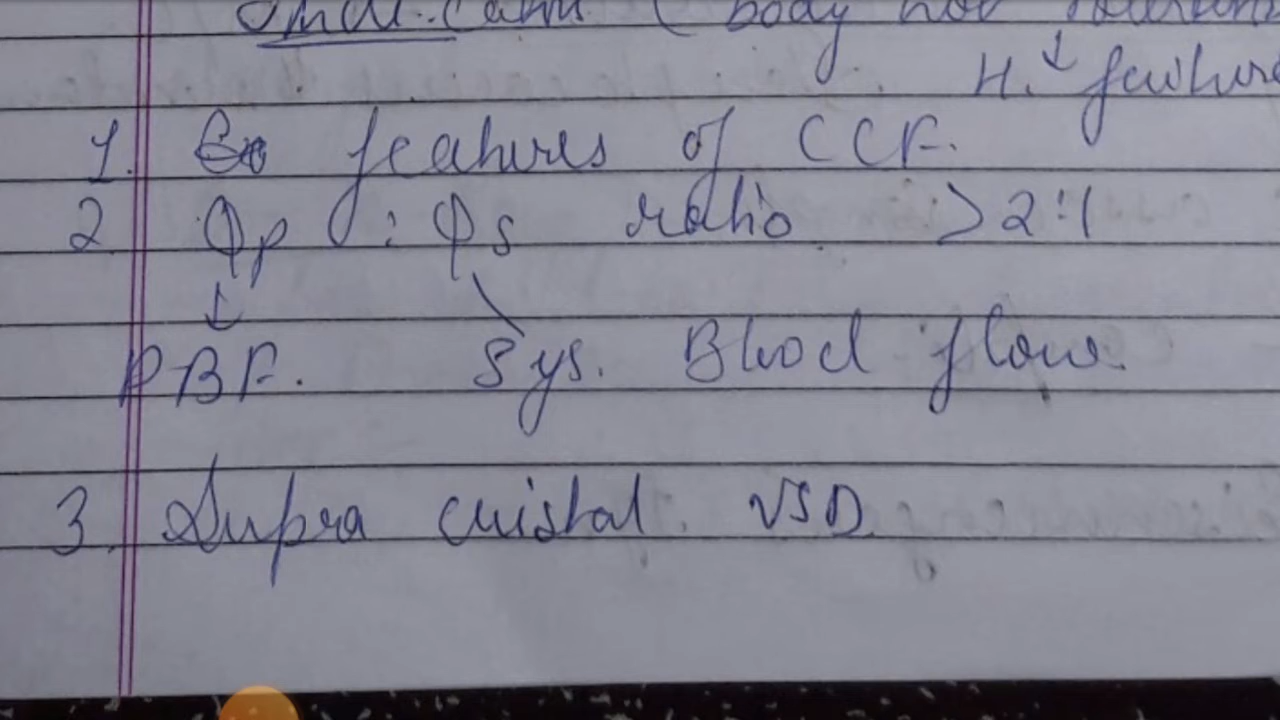 ( body not
H. ↓ failure
1. features of CCF.
2 Qp : Qs ratio > 2:1
↓
PBF. Sys. Blood flow.
3. Supra cristal VSD.